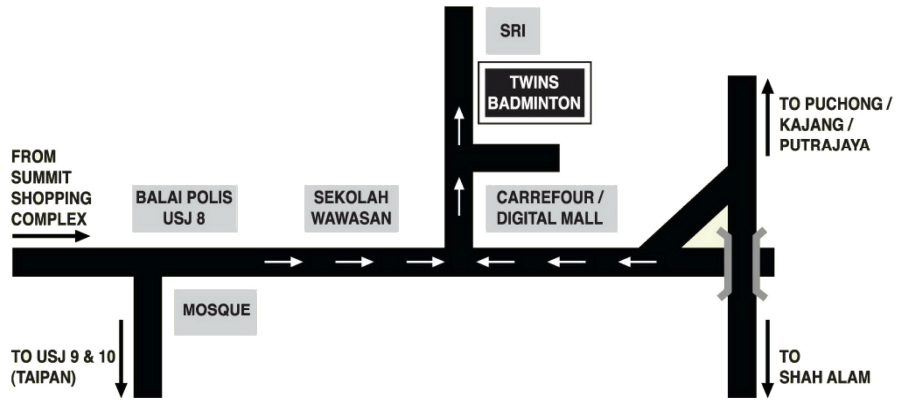 SRI
TWINS
BADMINTON
TO PUCHONG /
KAJANG /
PUTRAJAYA
FROM
SUMMIT
SHOPPING
COMPLEX
BALAI POLIS
USJ 8
SEKOLAH
WAWASAN
CARREFOUR /
DIGITAL MALL
MOSQUE
TO USJ 9 & 10
(TAIPAN)
TO
SHAH ALAM